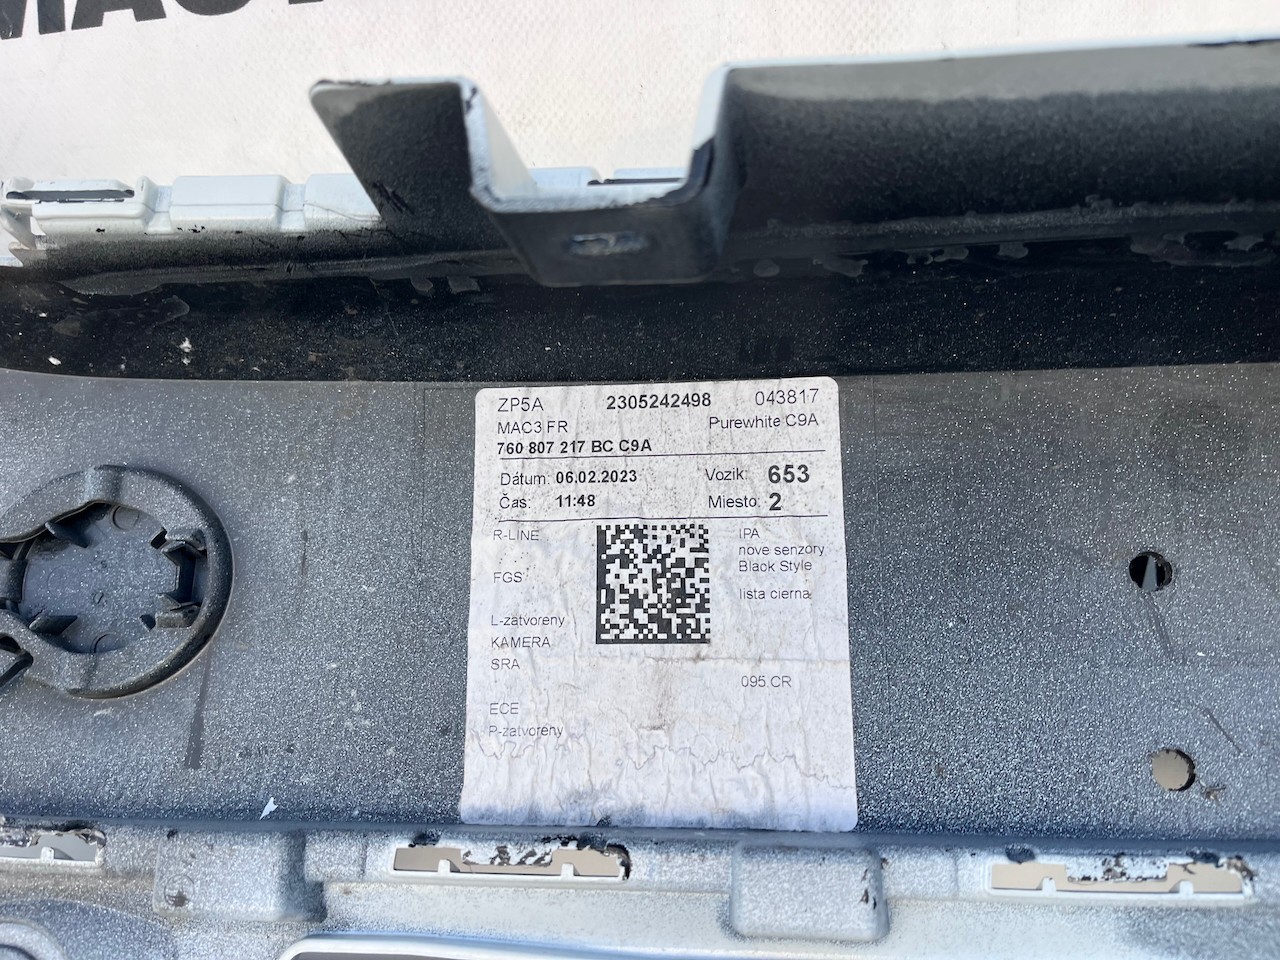 ZP5A 2305242498 043817
MAC3 FR Purewhite C9A
760 807 217 BC C9A
Dátum: 06.02.2023 Vozik: 653
Čas: 11:48 Miesto: 2
R-LINE IPA
nove senzory
Black Style
FGS
lista cierna
L-zatvoreny
KAMERA
SRA
095 CR
ECE
P-zatvoreny